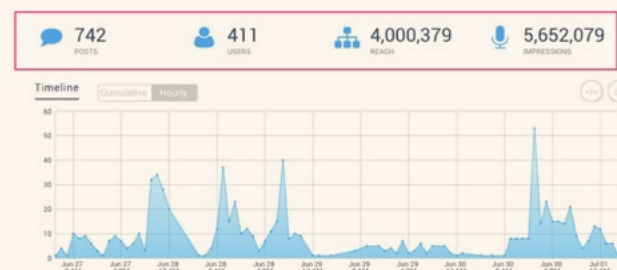 742 411 4,000,379 5,652,079
POSTS USERS REACH IMPRESSIONS
Timeline Cumulative Hourly
60
50
40
30
20
10
0
Jun 27 Jun 27 Jun 28 Jun 28 Jun 28 Jun 29 Jun 29 Jun 29 Jun 30 Jun 30 Jun 30 Jul 01